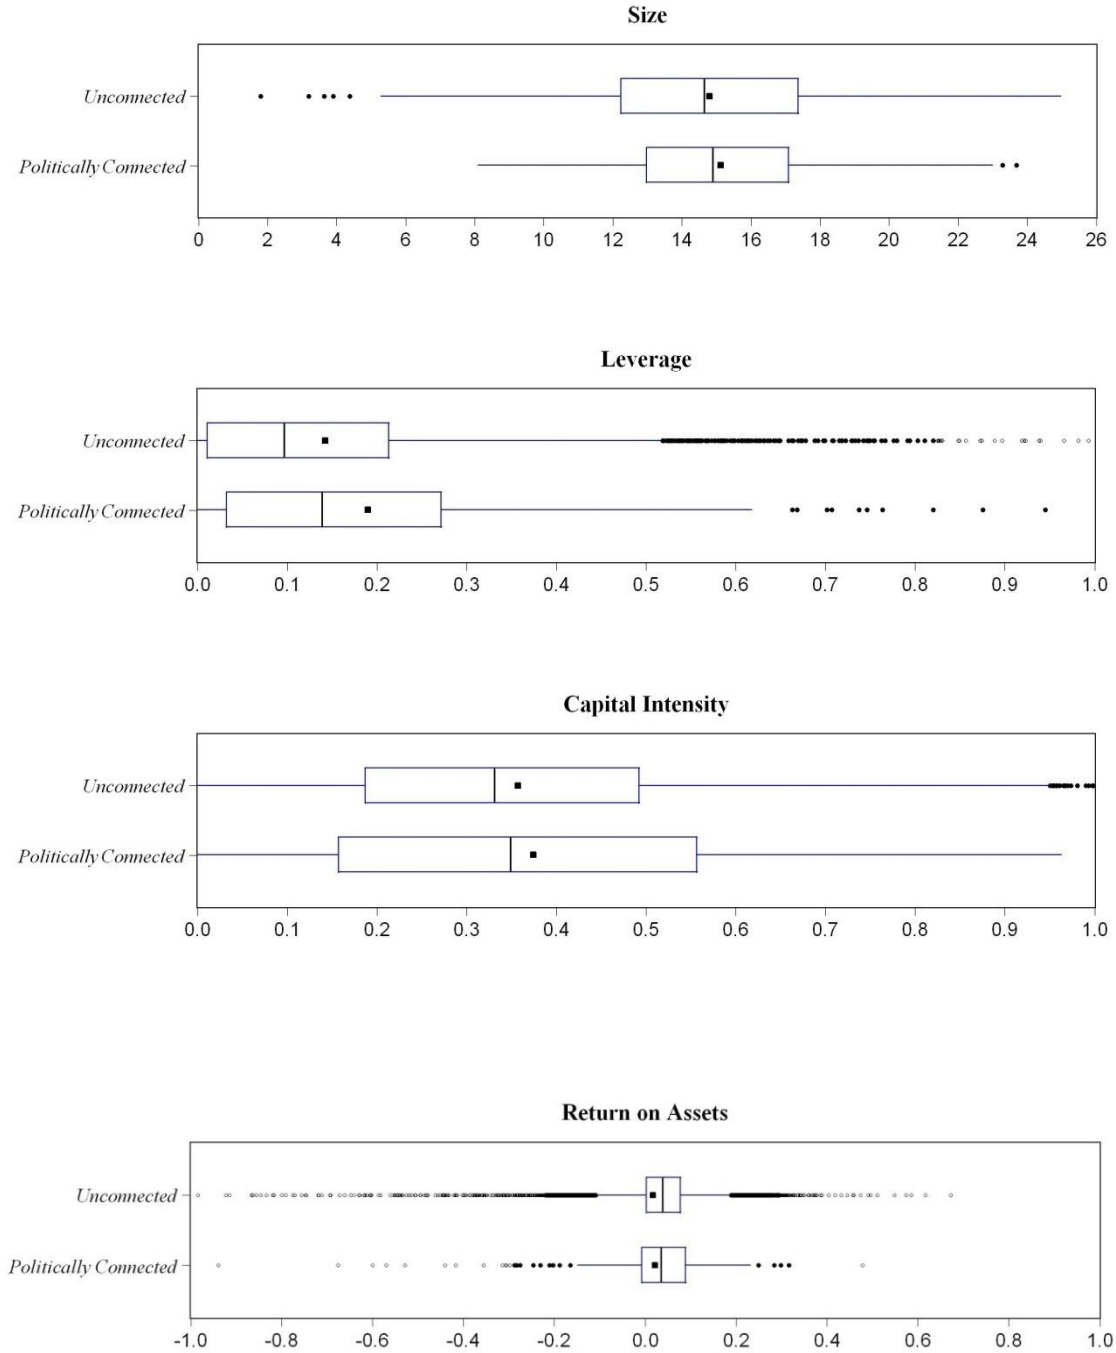 Size
Unconnected
Politically Connected
0 2 4 6 8 10 12 14 16 18 20 22 24 26
Leverage
Unconnected
Politically Connected
0.0 0.1 0.2 0.3 0.4 0.5 0.6 0.7 0.8 0.9 1.0
Capital Intensity
Unconnected
Politically Connected
0.0 0.1 0.2 0.3 0.4 0.5 0.6 0.7 0.8 0.9 1.0
Return on Assets
Unconnected
Politically Connected
-1.0 -0.8 -0.6 -0.4 -0.2 0.0 0.2 0.4 0.6 0.8 1.0